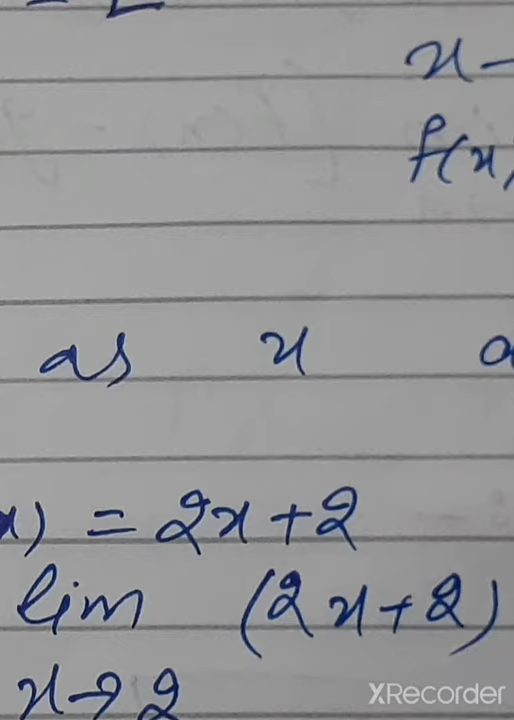 x-
f(x)
as x a
x) = 2x+2
lim (2x+2)
x→2
XRecorder